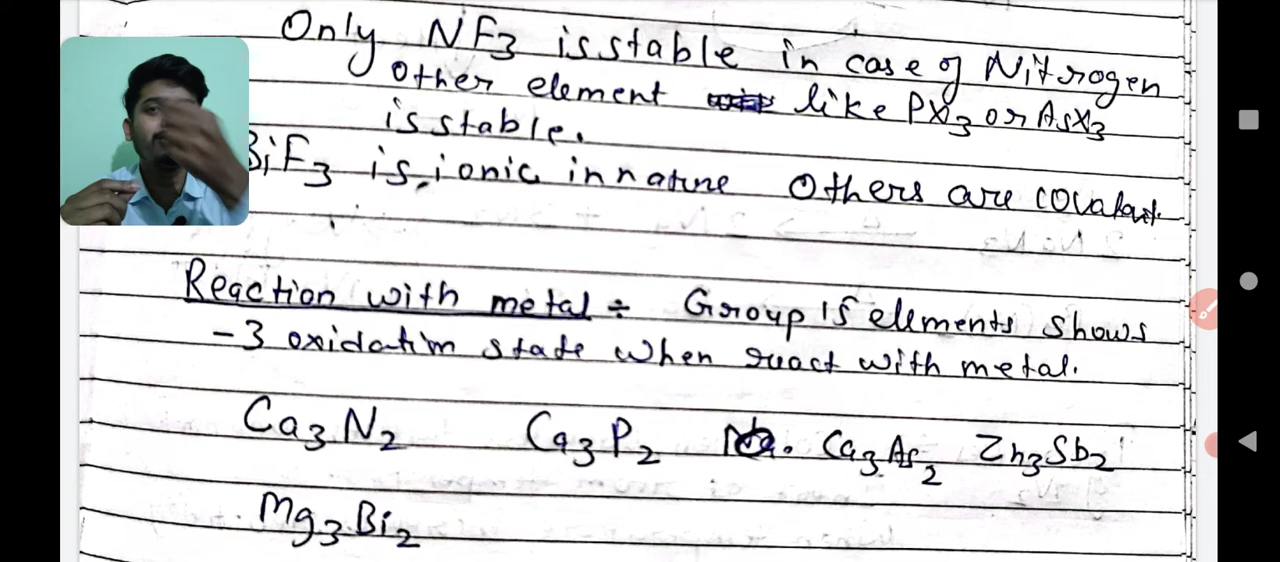 Only NF3 is stable in case of Nitrogen
Other element like PX3 or AsX3
is stable.
BiF3 is ionic in nature Others are covalent.
Reaction with metal ÷ Group 15 elements shows
-3 oxidation state when react with metal.
Ca3N2 Ca3P2 Ca3As2 Zn3Sb2
Mg3Bi2